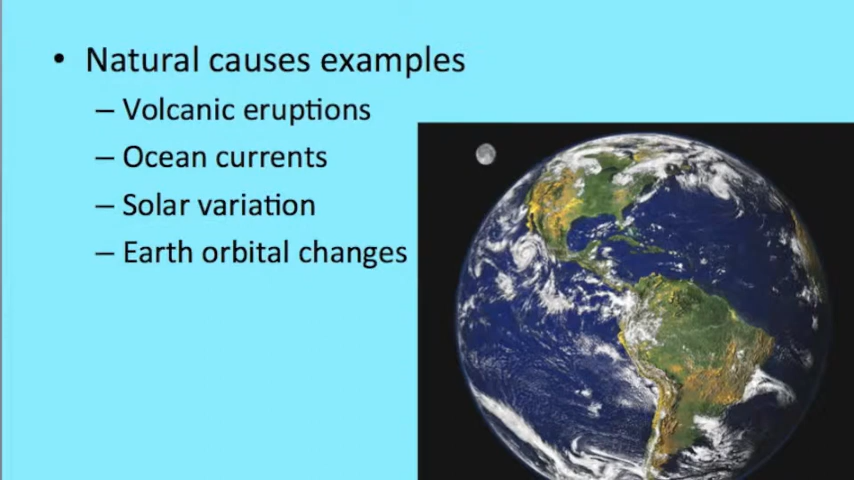 • Natural causes examples
– Volcanic eruptions
– Ocean currents
– Solar variation
– Earth orbital changes